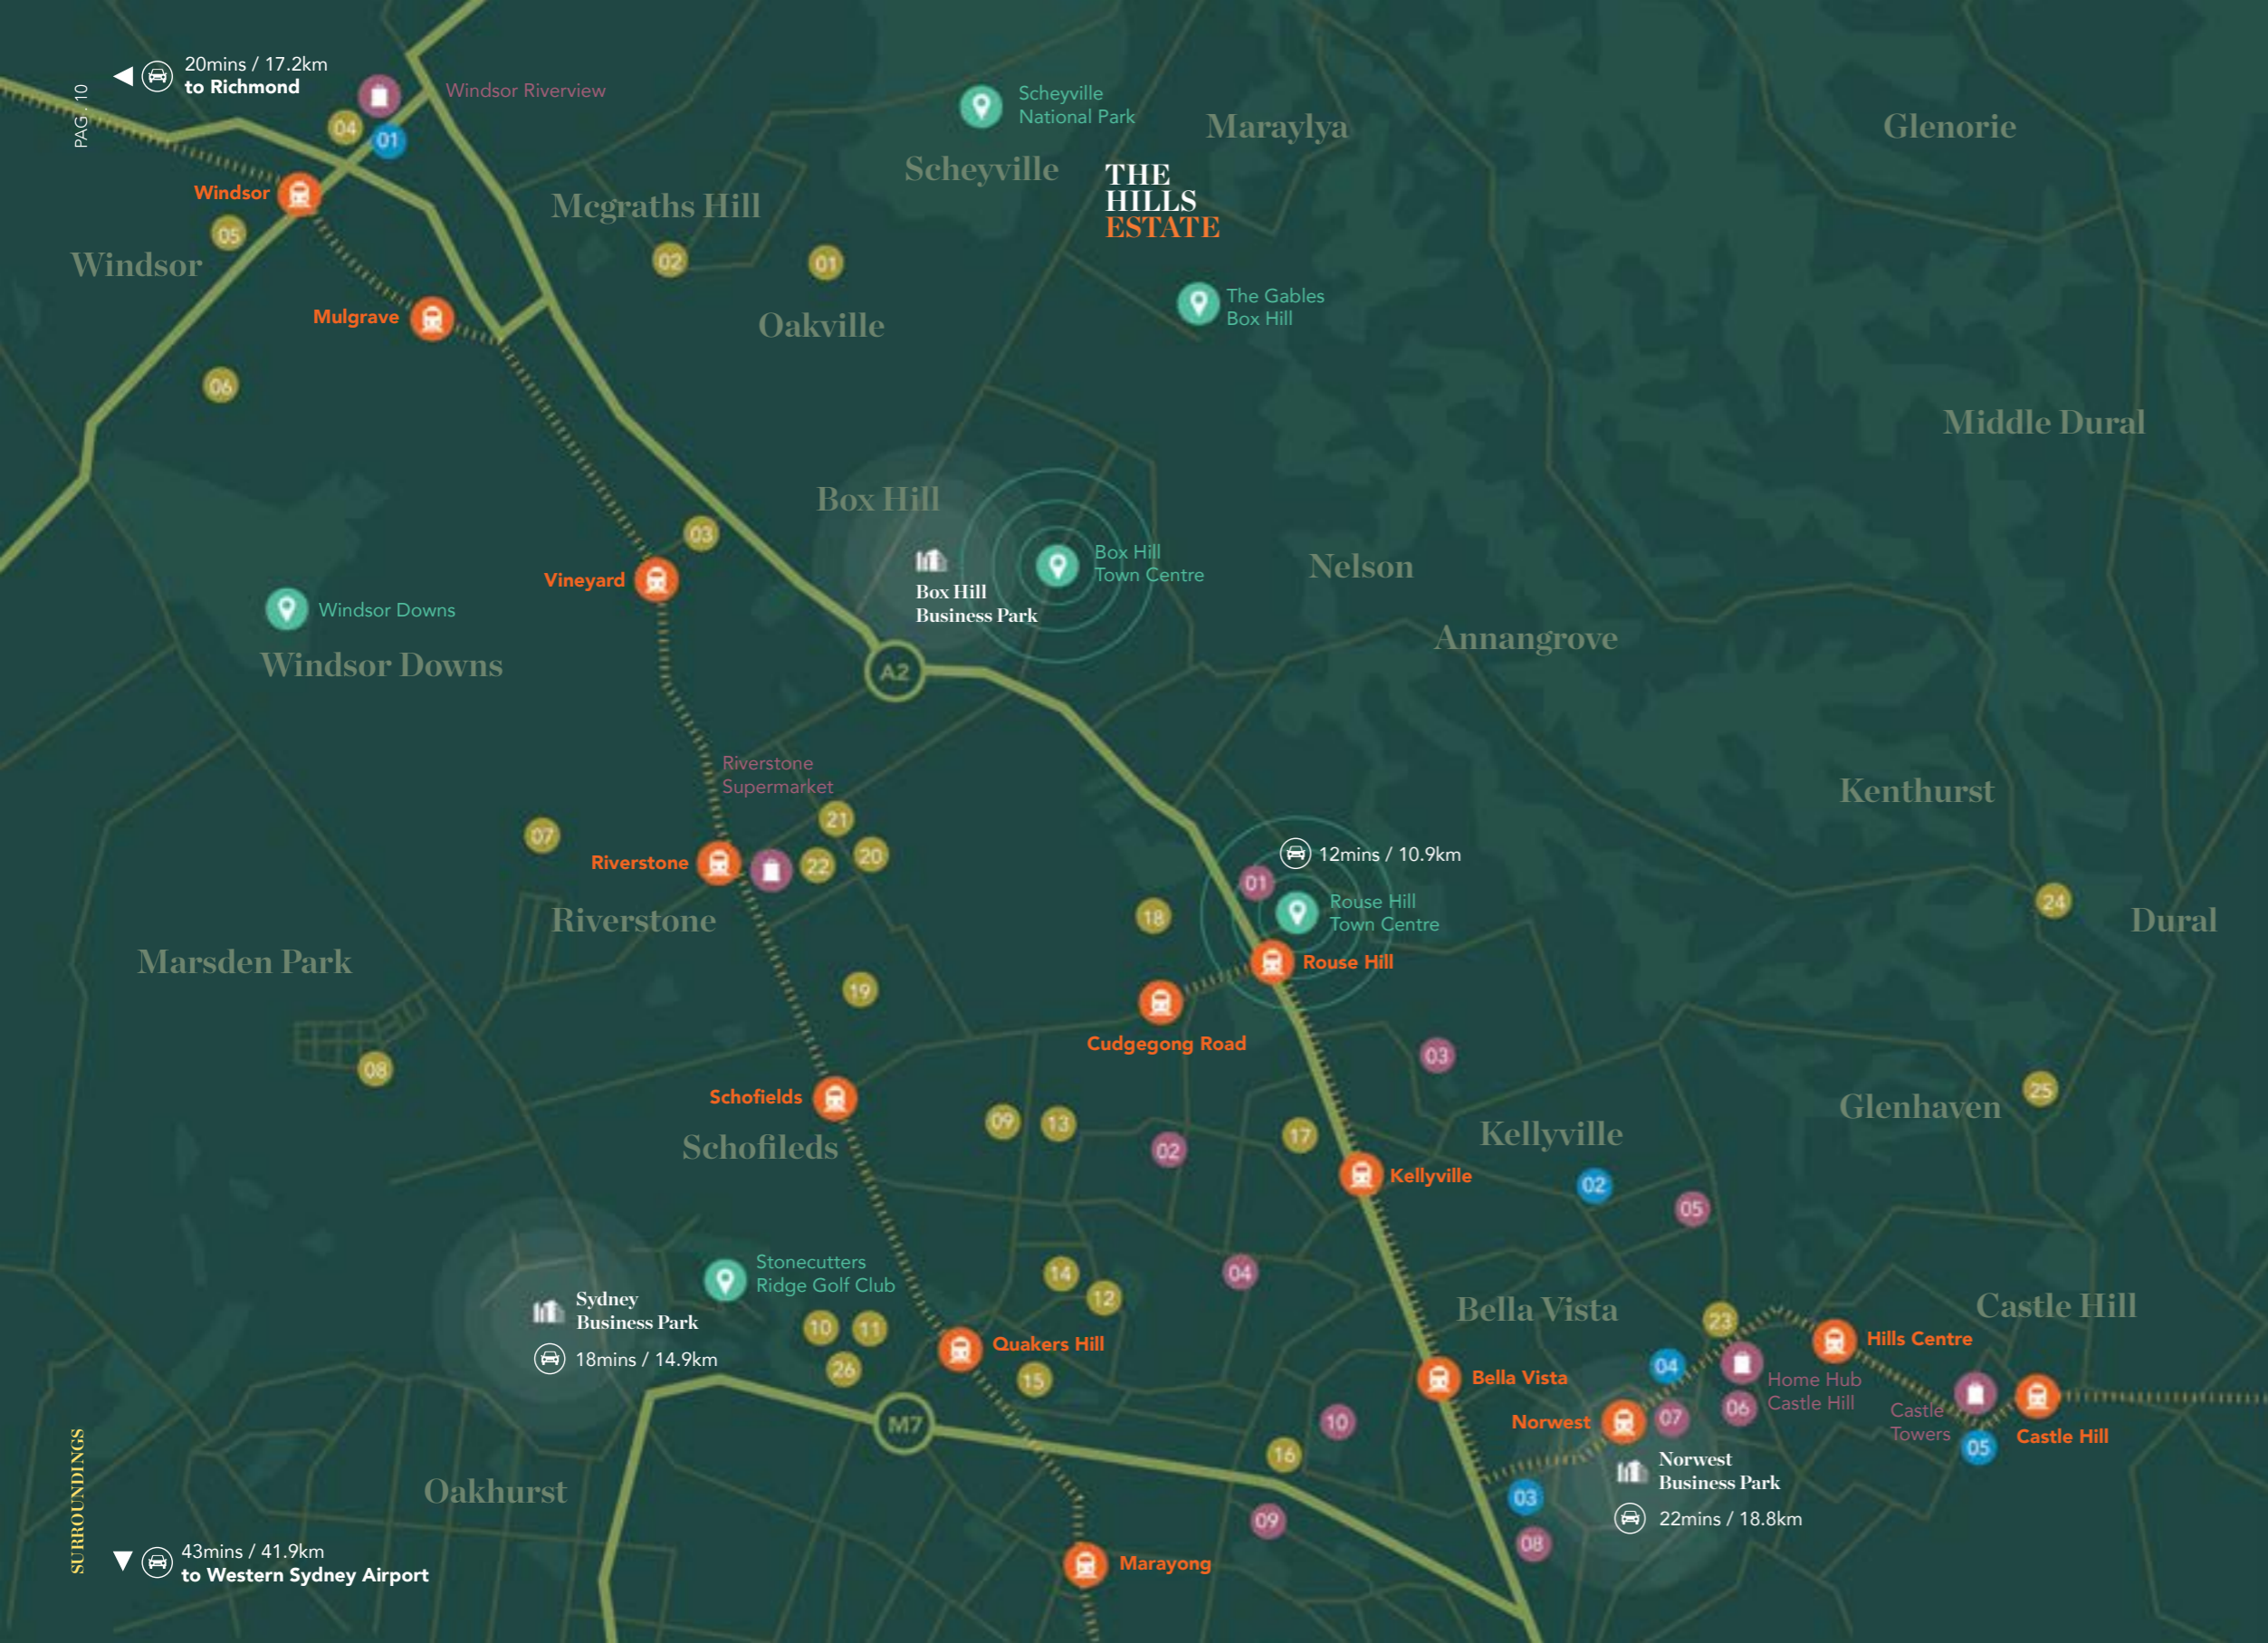 20mins / 17.2km
to Richmond
PAG . 10
Windsor Riverview
04
01
Windsor
05
Windsor
Mulgrave
06
Mcgraths Hill
02
01
Oakville
Scheyville
National Park
Scheyville
Maraylya
THE
HILLS
ESTATE
The Gables
Box Hill
Glenorie
Middle Dural
Box Hill
Box Hill
Business Park
Box Hill
Town Centre
Nelson
Annangrove
03
Vineyard
Windsor Downs
Windsor Downs
A2
Riverstone
Supermarket
21
07
Riverstone
22
20
Riverstone
Marsden Park
19
08
Kenthurst
12mins / 10.9km
01
Rouse Hill
Town Centre
18
Rouse Hill
Cudgegong Road
24
Dural
03
25
Glenhaven
Schofields
Schofileds
09
13
02
17
Kellyville
Kellyville
02
05
Stonecutters
Ridge Golf Club
Sydney
Business Park
18mins / 14.9km
10
11
26
14
12
04
Quakers Hill
15
M7
Bella Vista
Castle Hill
23
Hills Centre
04
Home Hub
Castle Hill
Bella Vista
Norwest
07
06
Castle
Towers
05
Castle Hill
10
16
09
Norwest
Business Park
22mins / 18.8km
03
08
Oakhurst
SURROUNDINGS
43mins / 41.9km
to Western Sydney Airport
Marayong